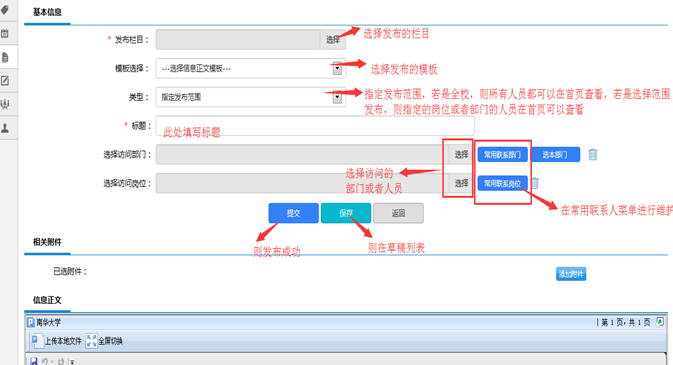 基本信息
* 发布栏目： 选择 选择发布的栏目
模板选择： ---选择信息正文模板--- 选择发布的模板
类型： 指定发布范围 指定发布范围，若是全校，则所有人员都可以在首页查看，若是选择范围
发布，则指定的岗位或者部门的人员在首页可以查看
* 标题： 此处填写标题
选择访问部门： 选择 常用联系部门 选本部门
选择访问的
部门或者人员
选择访问岗位： 选择 常用联系岗位
在常用联系人菜单进行维护
提交 保存 返回
则发布成功 则在草稿列表
相关附件
已选附件： 添加附件
信息正文
南华大学 第 1 页，共 1 页
上传本地文件 全屏切换